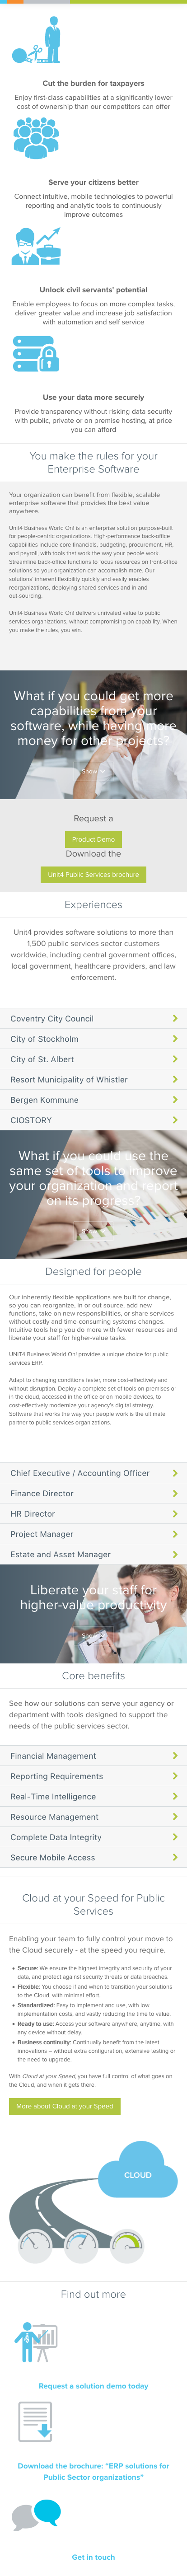 Cut the burden for taxpayers
Enjoy first-class capabilities at a significantly lower
cost of ownership than our competitors can offer
Serve your citizens better
Connect intuitive, mobile technologies to powerful
reporting and analytic tools to continuously
improve outcomes
Unlock civil servants' potential
Enable employees to focus on more complex tasks,
deliver greater value and increase job satisfaction
with automation and self service
Use your data more securely
Provide transparency without risking data security
with public, private or on premise hosting, at price
you can afford
You make the rules for your
Enterprise Software
Your organization can benefit from flexible, scalable
enterprise software that provides the best value
anywhere.
Unit4 Business World On! is an enterprise solution purpose-built
for people-centric organizations. High-performance back-office
capabilities include core financials, budgeting, procurement, HR,
and payroll, with tools that work the way your people work.
Streamline back-office functions to focus resources on front-office
solutions so your organization can accomplish more. Our
solutions' inherent flexibility quickly and easily enables
reorganizations, deploying shared services in and and
out-sourcing.
Unit4 Business World On! delivers unrivaled value to public
services organizations, without compromising on capability. When
you make the rules, you win.
What if you could get more
capabilities from your
software, while having more
money for other projects?
Show
Request a
Product Demo
Download the
Unit4 Public Services brochure
Experiences
Unit4 provides software solutions to more than
1,500 public services sector customers
worldwide, including central government offices,
local government, healthcare providers, and law
enforcement.
Coventry City Council
City of Stockholm
City of St. Albert
Resort Municipality of Whistler
Bergen Kommune
CIOSTORY
What if you could use the
same set of tools to improve
your organization and report
on its progress?
Designed for people
Our inherently flexible applications are built for change,
so you can reorganize, in or out source, add new
functions, take on new responsibilities, or share services
without costly and time-consuming systems changes.
Intuitive tools help you do more with fewer resources and
liberate your staff for higher-value tasks.
UNIT4 Business World On! provides a unique choice for public
services ERP.
Adapt to changing conditions faster, more cost-effectively and
without disruption. Deploy a complete set of tools on-premises or
in the cloud, accessed in the office or on mobile devices, to
cost-effectively modernize your agency's digital strategy.
Software that works the way your people work is the ultimate
partner to public services organizations.
Chief Executive / Accounting Officer
Finance Director
HR Director
Project Manager
Estate and Asset Manager
Liberate your staff for
higher-value productivity
Show
Core benefits
See how our solutions can serve your agency or
department with tools designed to support the
needs of the public services sector.
Financial Management
Reporting Requirements
Real-Time Intelligence
Resource Management
Complete Data Integrity
Secure Mobile Access
Cloud at your Speed for Public
Services
Enabling your team to fully control your move to
the Cloud securely - at the speed you require.
• Secure: We ensure the highest integrity and security of your
data, and protect against security threats or data breaches.
• Flexible: You choose if and when to transition your solutions
to the Cloud, with minimal effort.
• Standardized: Easy to implement and use, with low
implementation costs, and vastly reducing the time to value.
• Ready to use: Access your software anywhere, anytime, with
any device without delay.
• Business continuity: Continually benefit from the latest
innovations – without extra configuration, extensive testing or
the need to upgrade.
With Cloud at your Speed, you have full control of what goes on
the Cloud, and when it gets there.
More about Cloud at your Speed
CLOUD
Find out more
Request a solution demo today
Download the brochure: "ERP solutions for
Public Sector organizations"
Get in touch